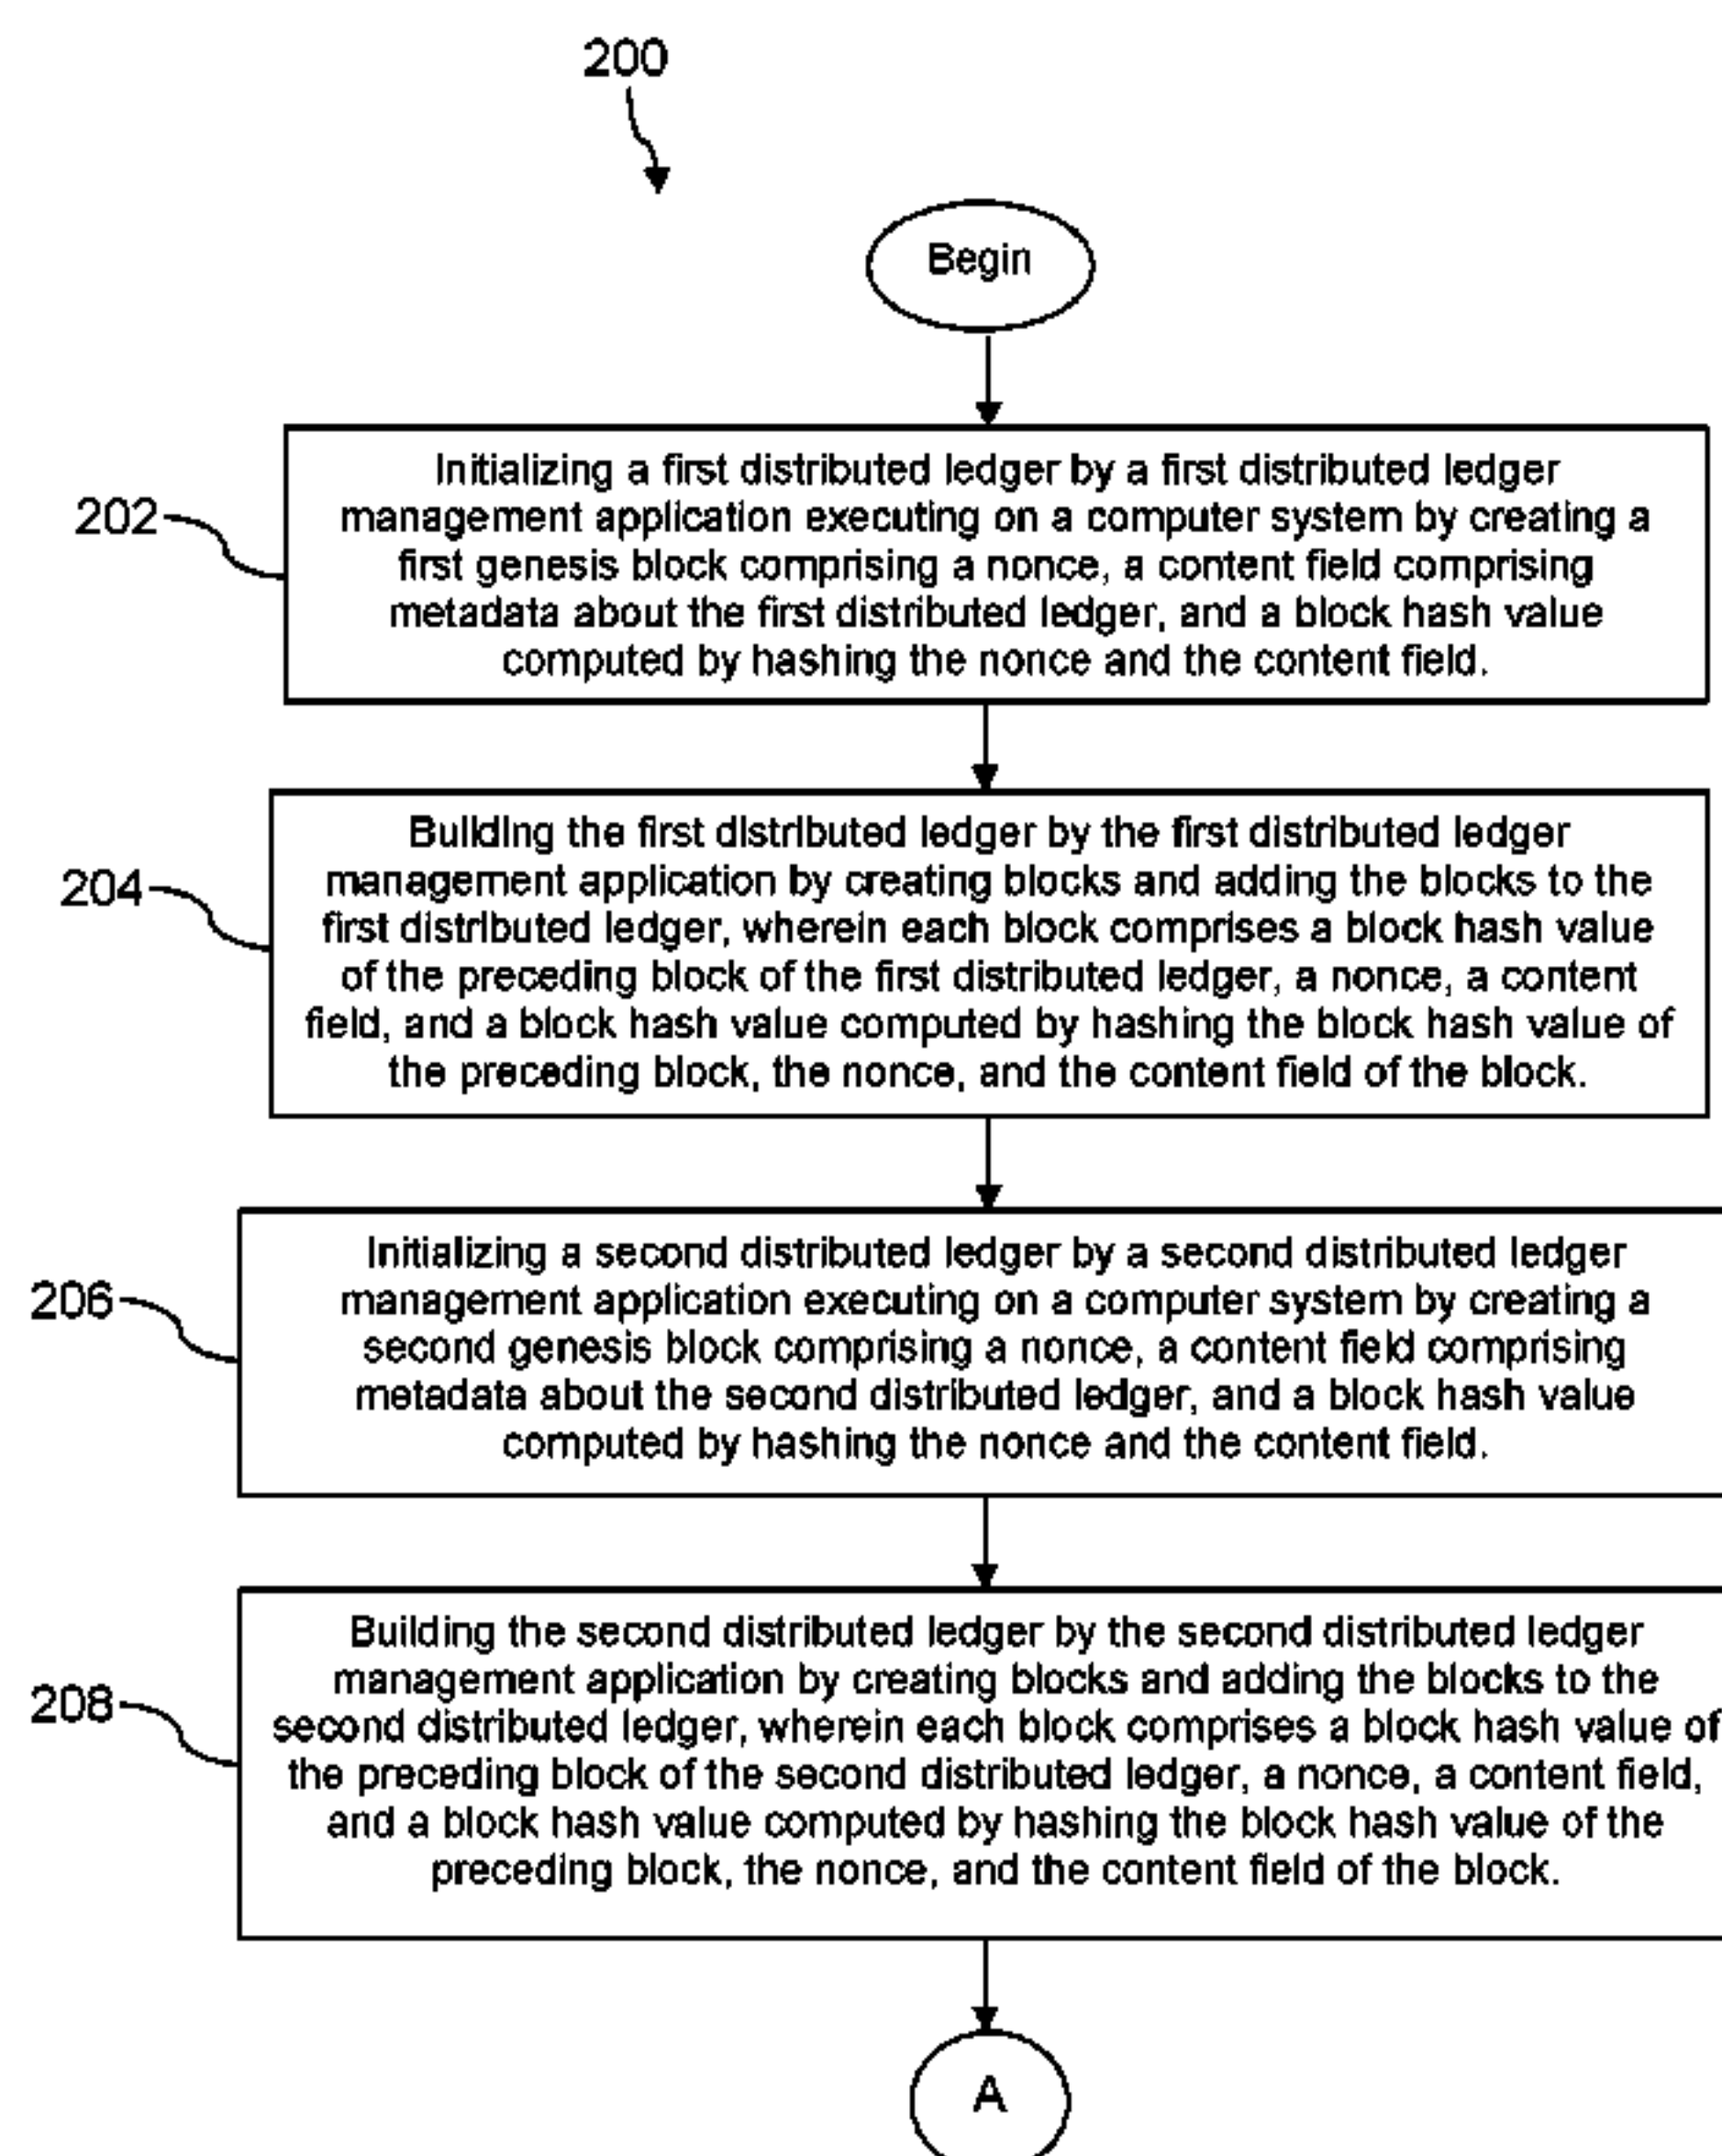 200
Begin
202
Initializing a first distributed ledger by a first distributed ledger
management application executing on a computer system by creating a
first genesis block comprising a nonce, a content field comprising
metadata about the first distributed ledger, and a block hash value
computed by hashing the nonce and the content field.
204
Building the first distributed ledger by the first distributed ledger
management application by creating blocks and adding the blocks to the
first distributed ledger, wherein each block comprises a block hash value
of the preceding block of the first distributed ledger, a nonce, a content
field, and a block hash value computed by hashing the block hash value of
the preceding block, the nonce, and the content field of the block.
206
Initializing a second distributed ledger by a second distributed ledger
management application executing on a computer system by creating a
second genesis block comprising a nonce, a content field comprising
metadata about the second distributed ledger, and a block hash value
computed by hashing the nonce and the content field.
208
Building the second distributed ledger by the second distributed ledger
management application by creating blocks and adding the blocks to the
second distributed ledger, wherein each block comprises a block hash value of
the preceding block of the second distributed ledger, a nonce, a content field,
and a block hash value computed by hashing the block hash value of the
preceding block, the nonce, and the content field of the block.
A